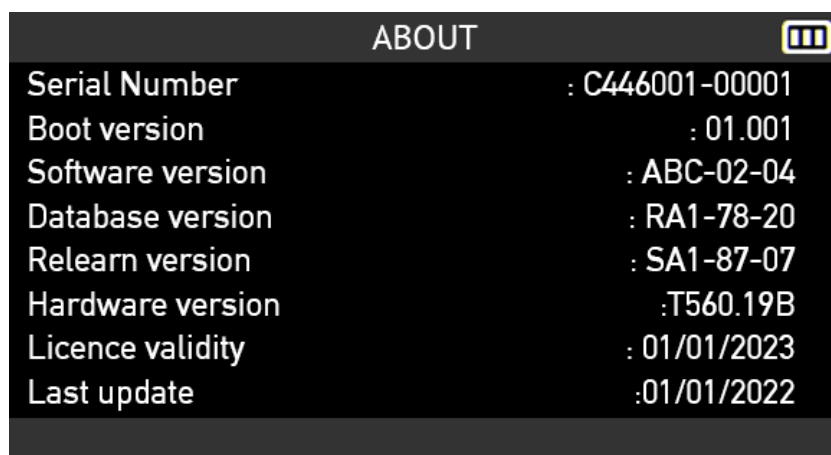 ABOUT
Serial Number : C446001-00001
Boot version : 01.001
Software version : ABC-02-04
Database version : RA1-78-20
Relearn version : SA1-87-07
Hardware version :T560.19B
Licence validity : 01/01/2023
Last update :01/01/2022